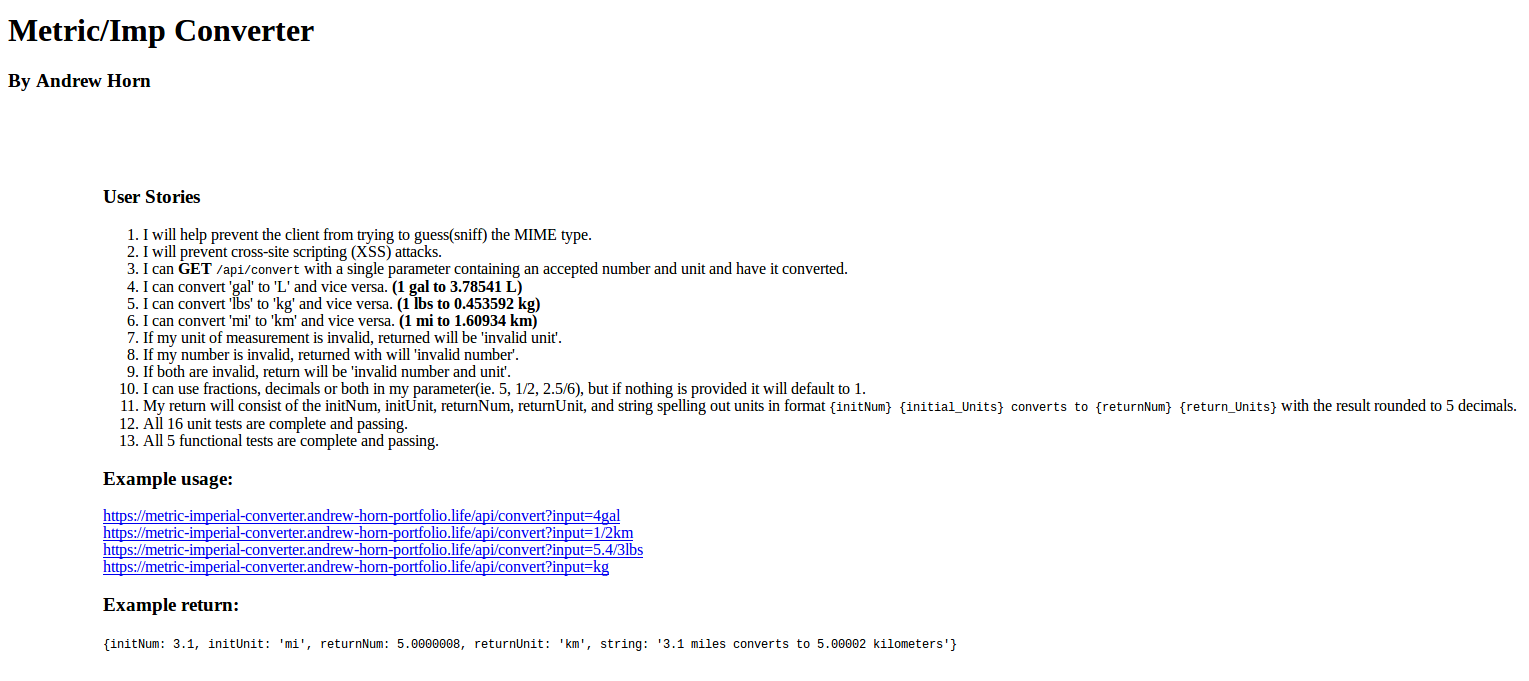 Metric/Imp Converter
By Andrew Horn
User Stories
1. I will help prevent the client from trying to guess(sniff) the MIME type.
2. I will prevent cross-site scripting (XSS) attacks.
3. I can GET /api/convert with a single parameter containing an accepted number and unit and have it converted.
4. I can convert 'gal' to 'L' and vice versa. (1 gal to 3.78541 L)
5. I can convert 'lbs' to 'kg' and vice versa. (1 lbs to 0.453592 kg)
6. I can convert 'mi' to 'km' and vice versa. (1 mi to 1.60934 km)
7. If my unit of measurement is invalid, returned will be 'invalid unit'.
8. If my number is invalid, returned with will 'invalid number'.
9. If both are invalid, return will be 'invalid number and unit'.
10. I can use fractions, decimals or both in my parameter(ie. 5, 1/2, 2.5/6), but if nothing is provided it will default to 1.
11. My return will consist of the initNum, initUnit, returnNum, returnUnit, and string spelling out units in format {initNum} {initial_Units} converts to {returnNum} {return_Units} with the result rounded to 5 decimals.
12. All 16 unit tests are complete and passing.
13. All 5 functional tests are complete and passing.
Example usage:
https://metric-imperial-converter.andrew-horn-portfolio.life/api/convert?input=4gal
https://metric-imperial-converter.andrew-horn-portfolio.life/api/convert?input=1/2km
https://metric-imperial-converter.andrew-horn-portfolio.life/api/convert?input=5.4/3lbs
https://metric-imperial-converter.andrew-horn-portfolio.life/api/convert?input=kg
Example return:
{initNum: 3.1, initUnit: 'mi', returnNum: 5.0000008, returnUnit: 'km', string: '3.1 miles converts to 5.00002 kilometers'}